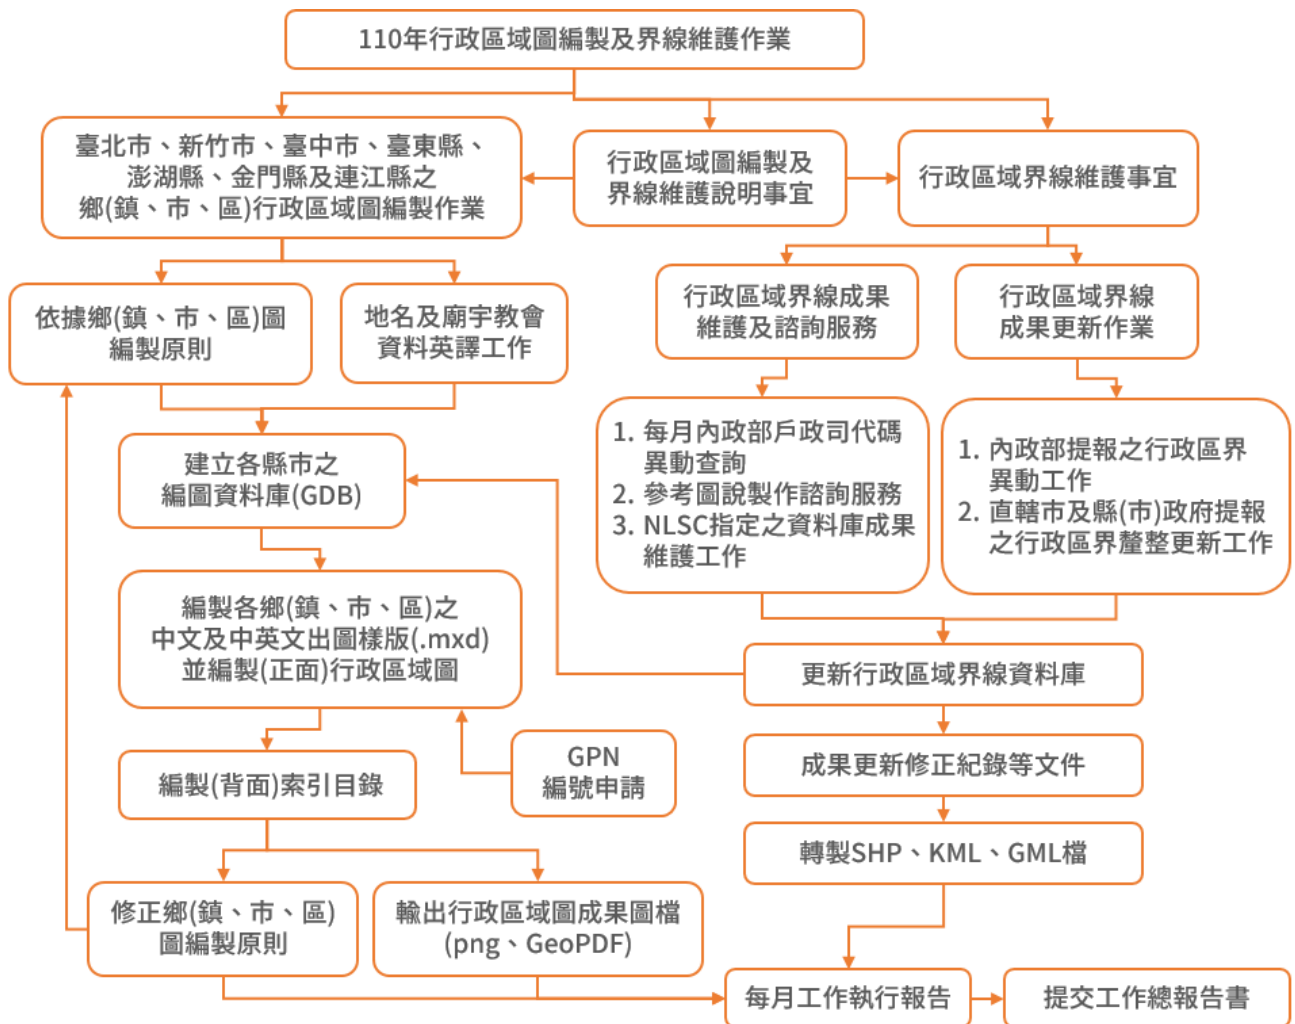 110年行政區域圖編製及界線維護作業
臺北市、新竹市、臺中市、臺東縣、
澎湖縣、金門縣及連江縣之
鄉(鎮、市、區)行政區域圖編製作業
行政區域圖編製及
界線維護說明事宜
行政區域界線維護事宜
依據鄉(鎮、市、區)圖
編製原則
地名及廟宇教會
資料英譯工作
行政區域界線成果
維護及諮詢服務
行政區域界線
成果更新作業
建立各縣市之
編圖資料庫(GDB)
1. 每月內政部戶政司代碼
異動查詢
2. 參考圖說製作諮詢服務
3. NLSC指定之資料庫成果
維護工作
1. 內政部提報之行政區界
異動工作
2. 直轄市及縣(市)政府提報
之行政區界釐整更新工作
編製各鄉(鎮、市、區)之
中文及中英文出圖樣版(.mxd)
並編製(正面)行政區域圖
更新行政區域界線資料庫
編製(背面)索引目錄
GPN
編號申請
成果更新修正紀錄等文件
轉製SHP、KML、GML檔
修正鄉(鎮、市、區)
圖編製原則
輸出行政區域圖成果圖檔
(png、GeoPDF)
每月工作執行報告
提交工作總報告書